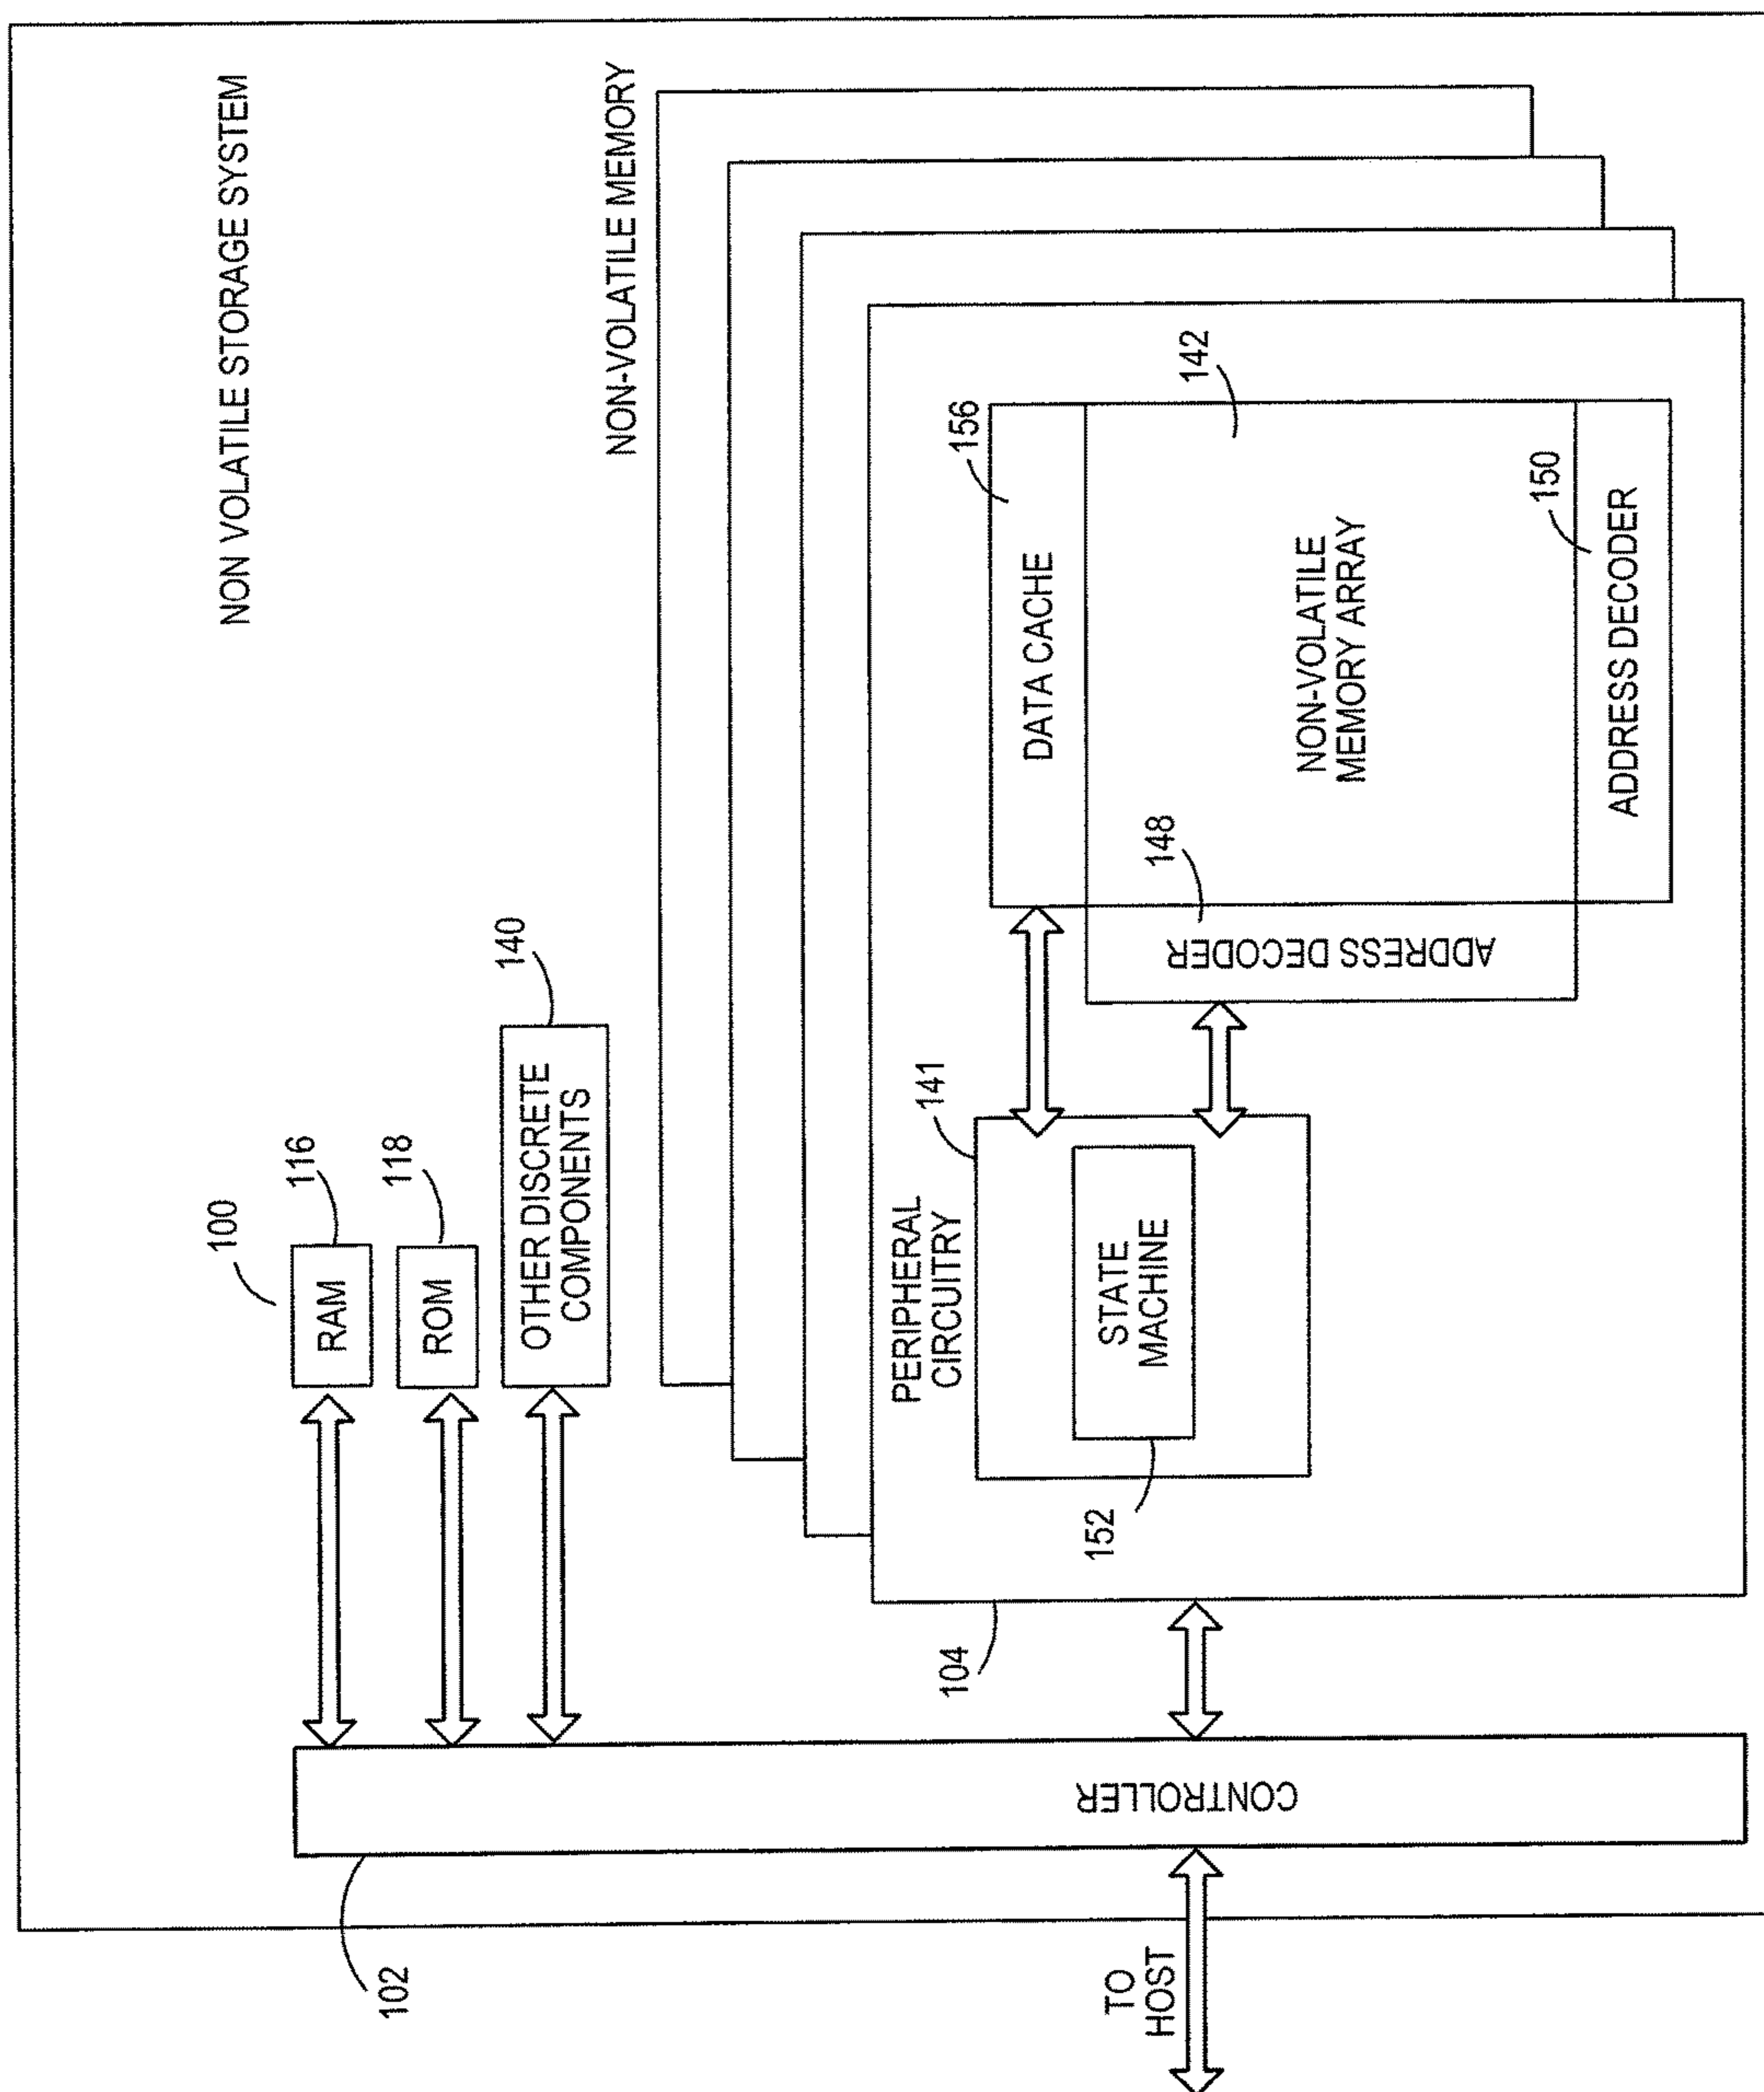 NON VOLATILE STORAGE SYSTEM
100
116
RAM
118
ROM
140
OTHER DISCRETE
COMPONENTS
NON-VOLATILE MEMORY
102
CONTROLLER
TO
HOST
104
PERIPHERAL
CIRCUITRY
141
STATE
MACHINE
152
156
DATA CACHE
142
148
ADDRESS DECODER
NON-VOLATILE
MEMORY ARRAY
150
ADDRESS DECODER